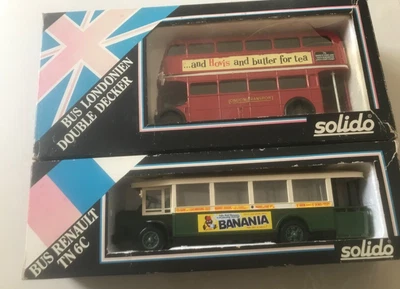 BUS LONDONIEN
DOUBLE DECKER
...and Hovis and butter for tea
solido
BUS RENAULT
TN 6C
BANANIA
solido